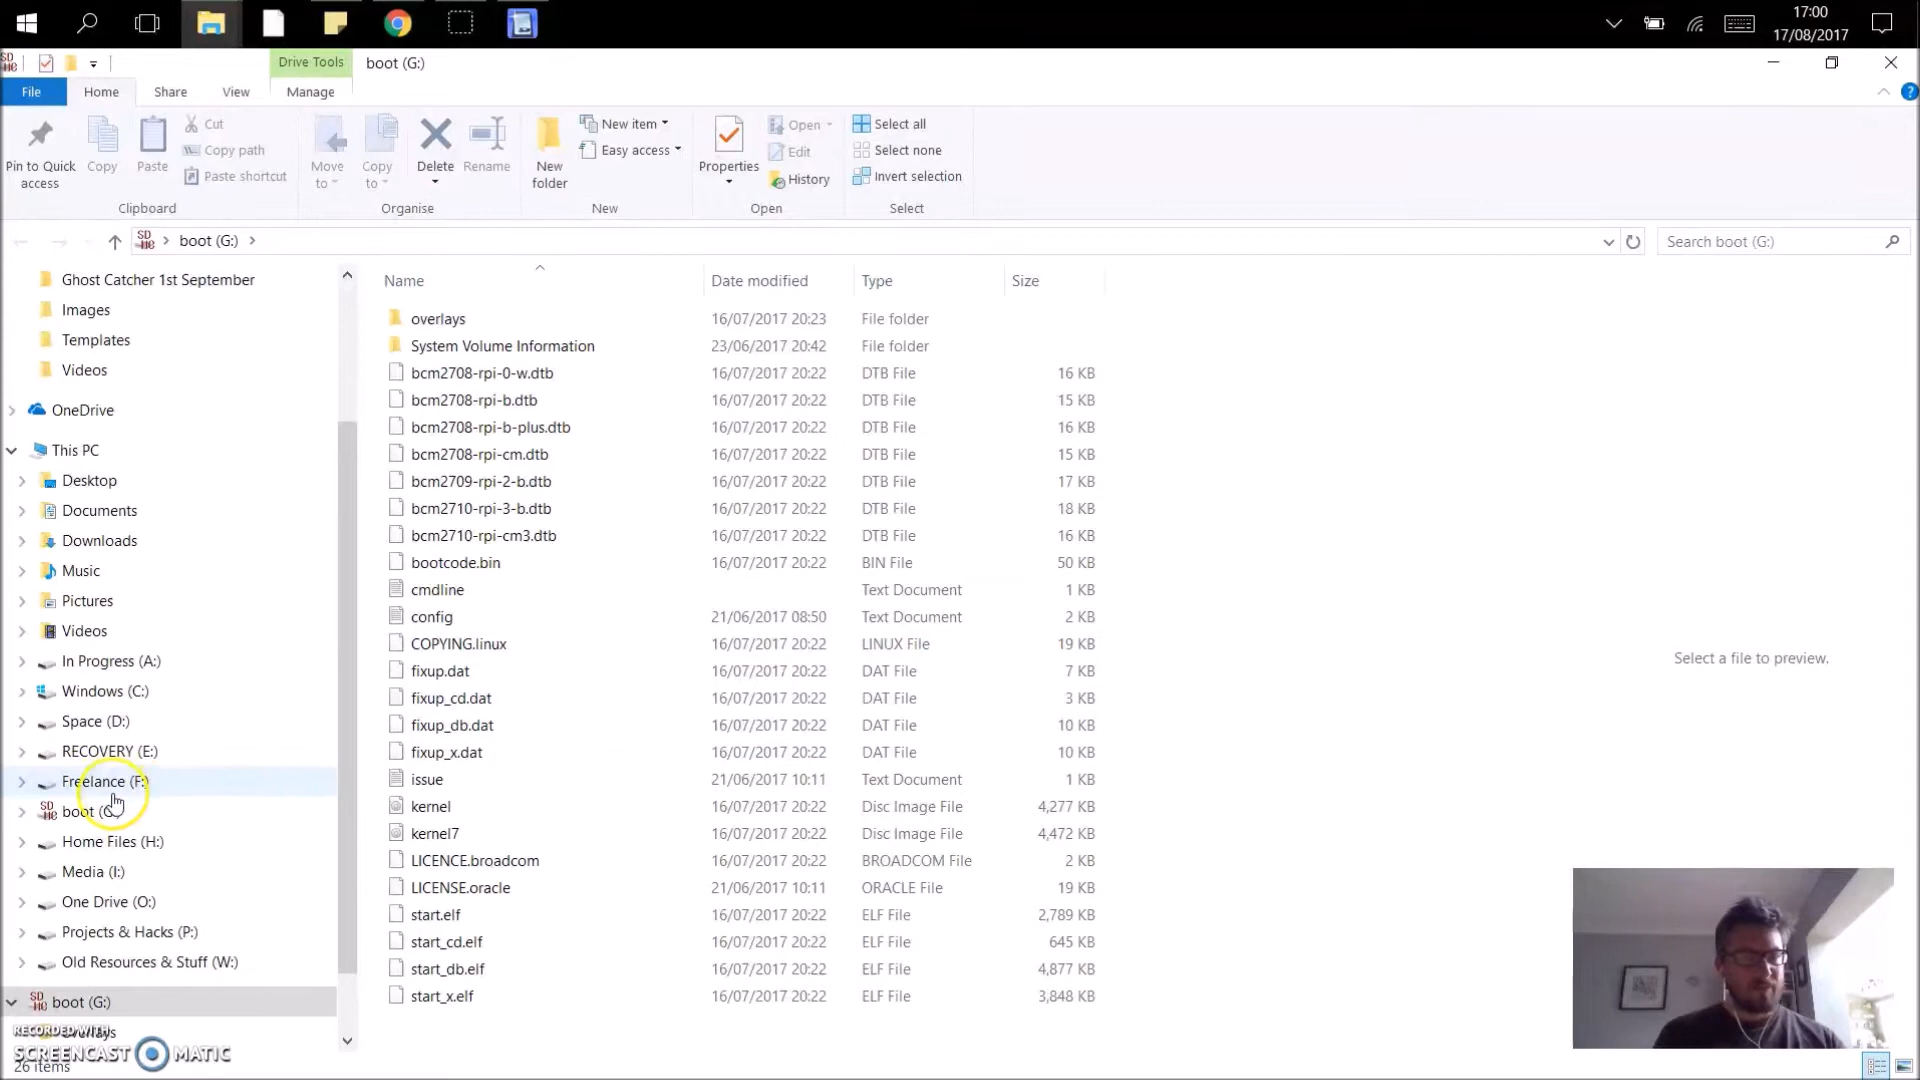 17:00
17/08/2017
Drive Tools
boot (G:)
File
Home
Share
View
Manage
Pin to Quick access
Copy
Paste
Cut
Copy path
Paste shortcut
Clipboard
Move to
Copy to
Delete
Rename
Organise
New folder
New item
Easy access
New
Properties
Open
Edit
History
Open
Select all
Select none
Invert selection
Select
boot (G:)
Search boot (G:)
Ghost Catcher 1st September
Images
Templates
Videos
OneDrive
This PC
Desktop
Documents
Downloads
Music
Pictures
Videos
In Progress (A:)
Windows (C:)
Space (D:)
RECOVERY (E:)
Freelance (F:)
boot
Home Files (H:)
Media (I:)
One Drive (O:)
Projects & Hacks (P:)
Old Resources & Stuff (W:)
boot (G:)
overlays
Name Date modified Type Size
overlays 16/07/2017 20:23 File folder
System Volume Information 23/06/2017 20:42 File folder
bcm2708-rpi-0-w.dtb 16/07/2017 20:22 DTB File 16 KB
bcm2708-rpi-b.dtb 16/07/2017 20:22 DTB File 15 KB
bcm2708-rpi-b-plus.dtb 16/07/2017 20:22 DTB File 16 KB
bcm2708-rpi-cm.dtb 16/07/2017 20:22 DTB File 15 KB
bcm2709-rpi-2-b.dtb 16/07/2017 20:22 DTB File 17 KB
bcm2710-rpi-3-b.dtb 16/07/2017 20:22 DTB File 18 KB
bcm2710-rpi-cm3.dtb 16/07/2017 20:22 DTB File 16 KB
bootcode.bin 16/07/2017 20:22 BIN File 50 KB
cmdline Text Document 1 KB
config 21/06/2017 08:50 Text Document 2 KB
COPYING.linux 16/07/2017 20:22 LINUX File 19 KB
fixup.dat 16/07/2017 20:22 DAT File 7 KB
fixup_cd.dat 16/07/2017 20:22 DAT File 3 KB
fixup_db.dat 16/07/2017 20:22 DAT File 10 KB
fixup_x.dat 16/07/2017 20:22 DAT File 10 KB
issue 21/06/2017 10:11 Text Document 1 KB
kernel 16/07/2017 20:22 Disc Image File 4,277 KB
kernel7 16/07/2017 20:22 Disc Image File 4,472 KB
LICENCE.broadcom 16/07/2017 20:22 BROADCOM File 2 KB
LICENSE.oracle 21/06/2017 10:11 ORACLE File 19 KB
start.elf 16/07/2017 20:22 ELF File 2,789 KB
start_cd.elf 16/07/2017 20:22 ELF File 645 KB
start_db.elf 16/07/2017 20:22 ELF File 4,877 KB
start_x.elf 16/07/2017 20:22 ELF File 3,848 KB
Select a file to preview.
RECORDED WITH
SCREENCAST MATIC
26 items